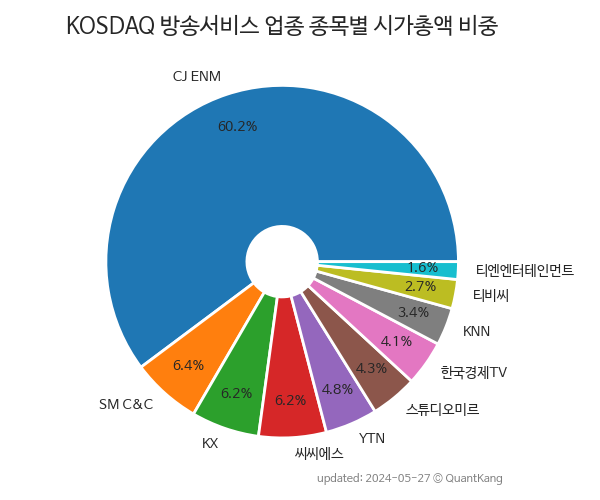 KOSDAQ 방송서비스 업종 종목별 시가총액 비중
CJ ENM
60.2%
1.6%
티엔엔터테인먼트
2.7%
티비씨
3.4%
KNN
4.1%
한국경제TV
4.3%
스튜디오미르
4.8%
YTN
6.2%
씨씨에스
6.2%
KX
6.4%
SM C&C
updated: 2024-05-27 © QuantKang